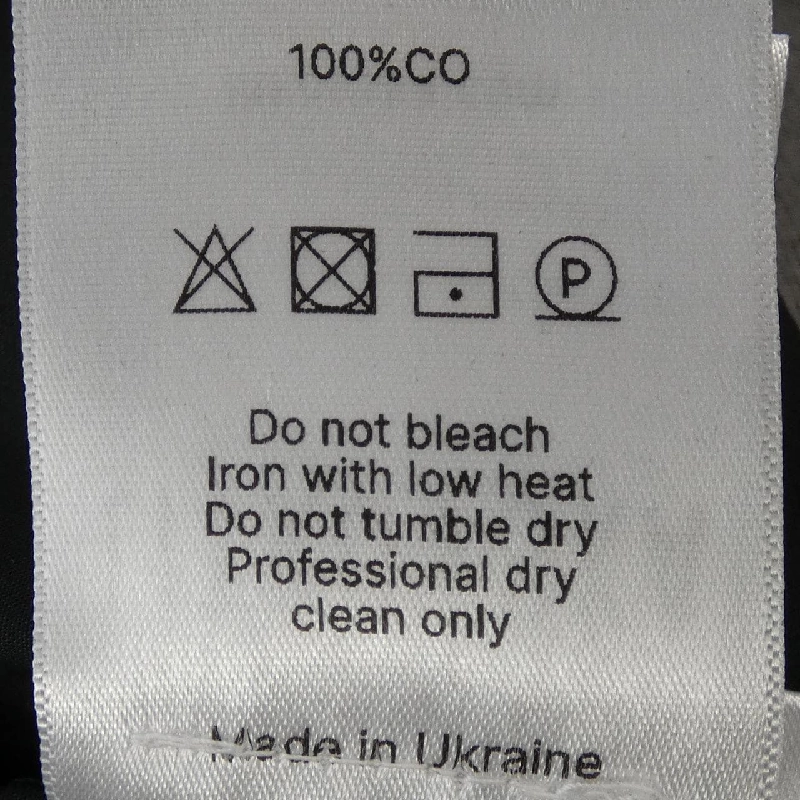 100%CO
P
Do not bleach
Iron with low heat
Do not tumble dry
Professional dry
clean only
Made in Ukraine